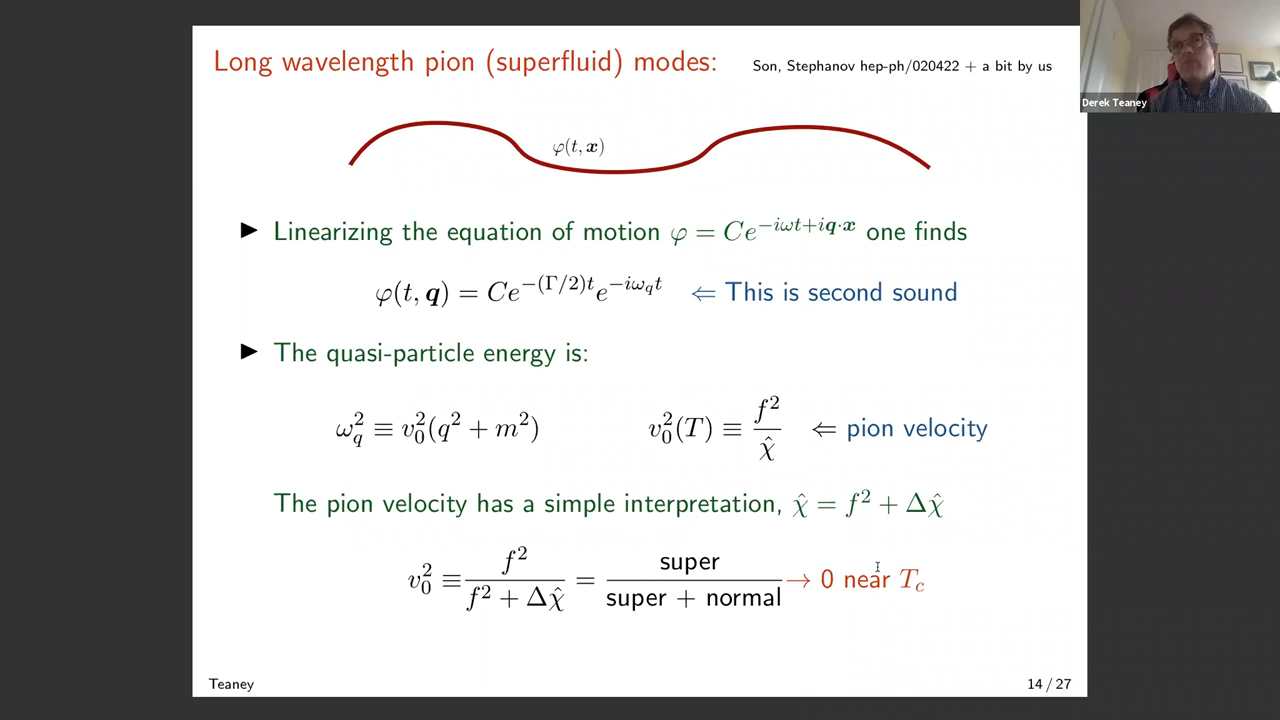 Long wavelength pion (superfluid) modes: Son, Stephanov hep-ph/020422 + a bit by us
Derek Teaney
φ(t, x)
▶ Linearizing the equation of motion φ = Ce^{−iωt+iq·x} one finds
φ(t, q) = Ce^{−(Γ/2)t}e^{−iω_q t} ⇐ This is second sound
▶ The quasi-particle energy is:
ω_q^2 ≡ v_0^2(q^2 + m^2) v_0^2(T) ≡ f^2/χ̂ ⇐ pion velocity
The pion velocity has a simple interpretation, χ̂ = f^2 + Δχ̂
v_0^2 ≡ f^2/(f^2 + Δχ̂) = super/(super + normal) → 0 near T_c
Teaney 14 / 27